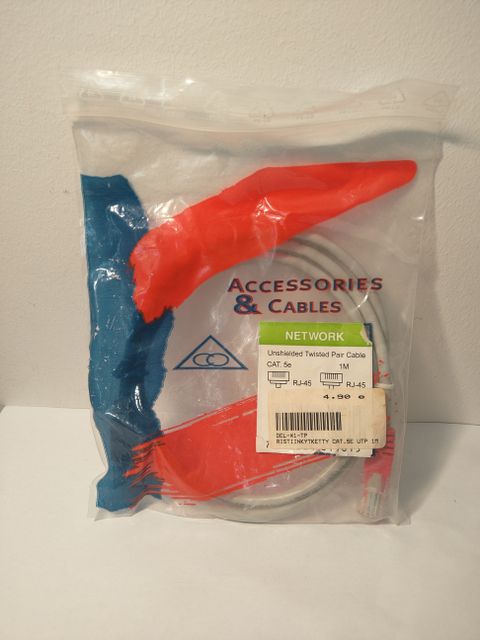 ACCESSORIES
& CABLES
NETWORK
Unshielded Twisted Pair Cable
CAT. 5e 1M
RJ-45 RJ-45
4.90 e
DEL-X1-TP
RISTIINKYTKETTY CAT.5E UTP 1M